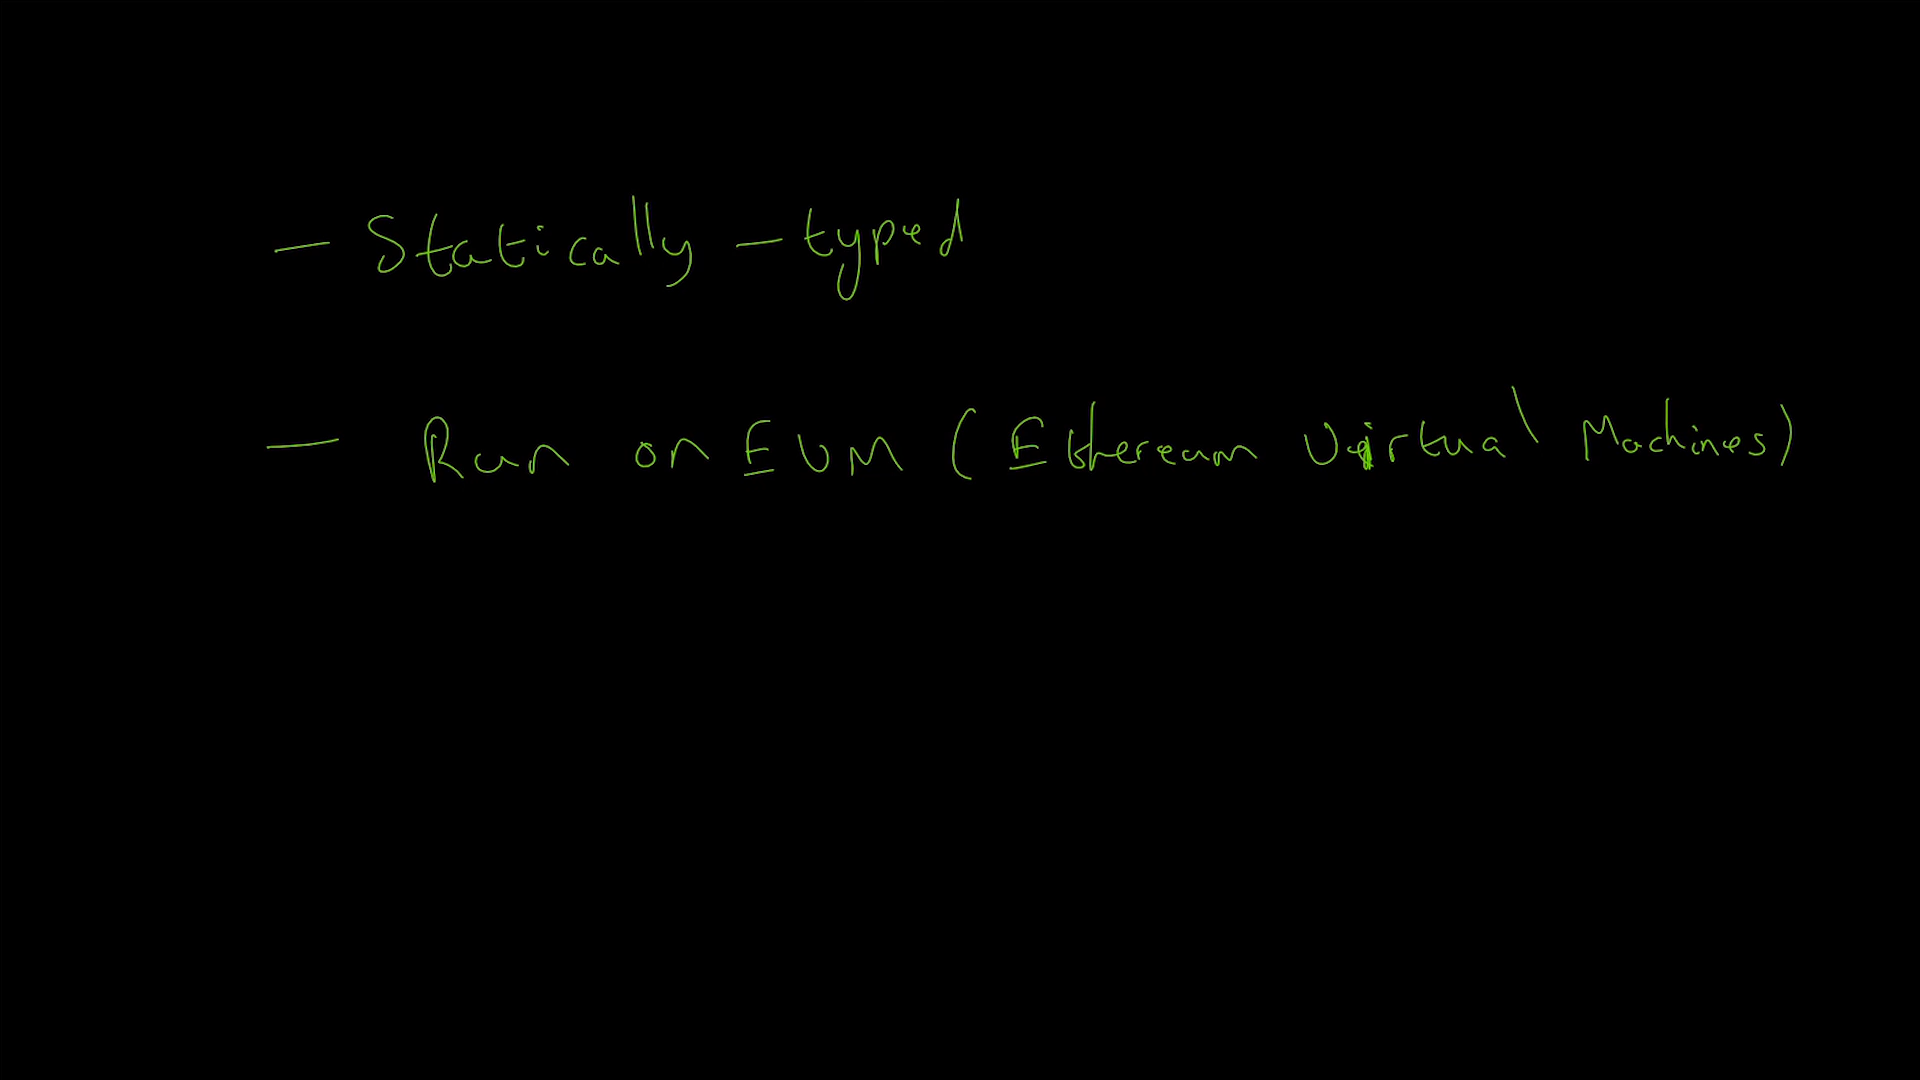 - Statically - typed
- Run on EVM (Ethereum Virtual Machines)